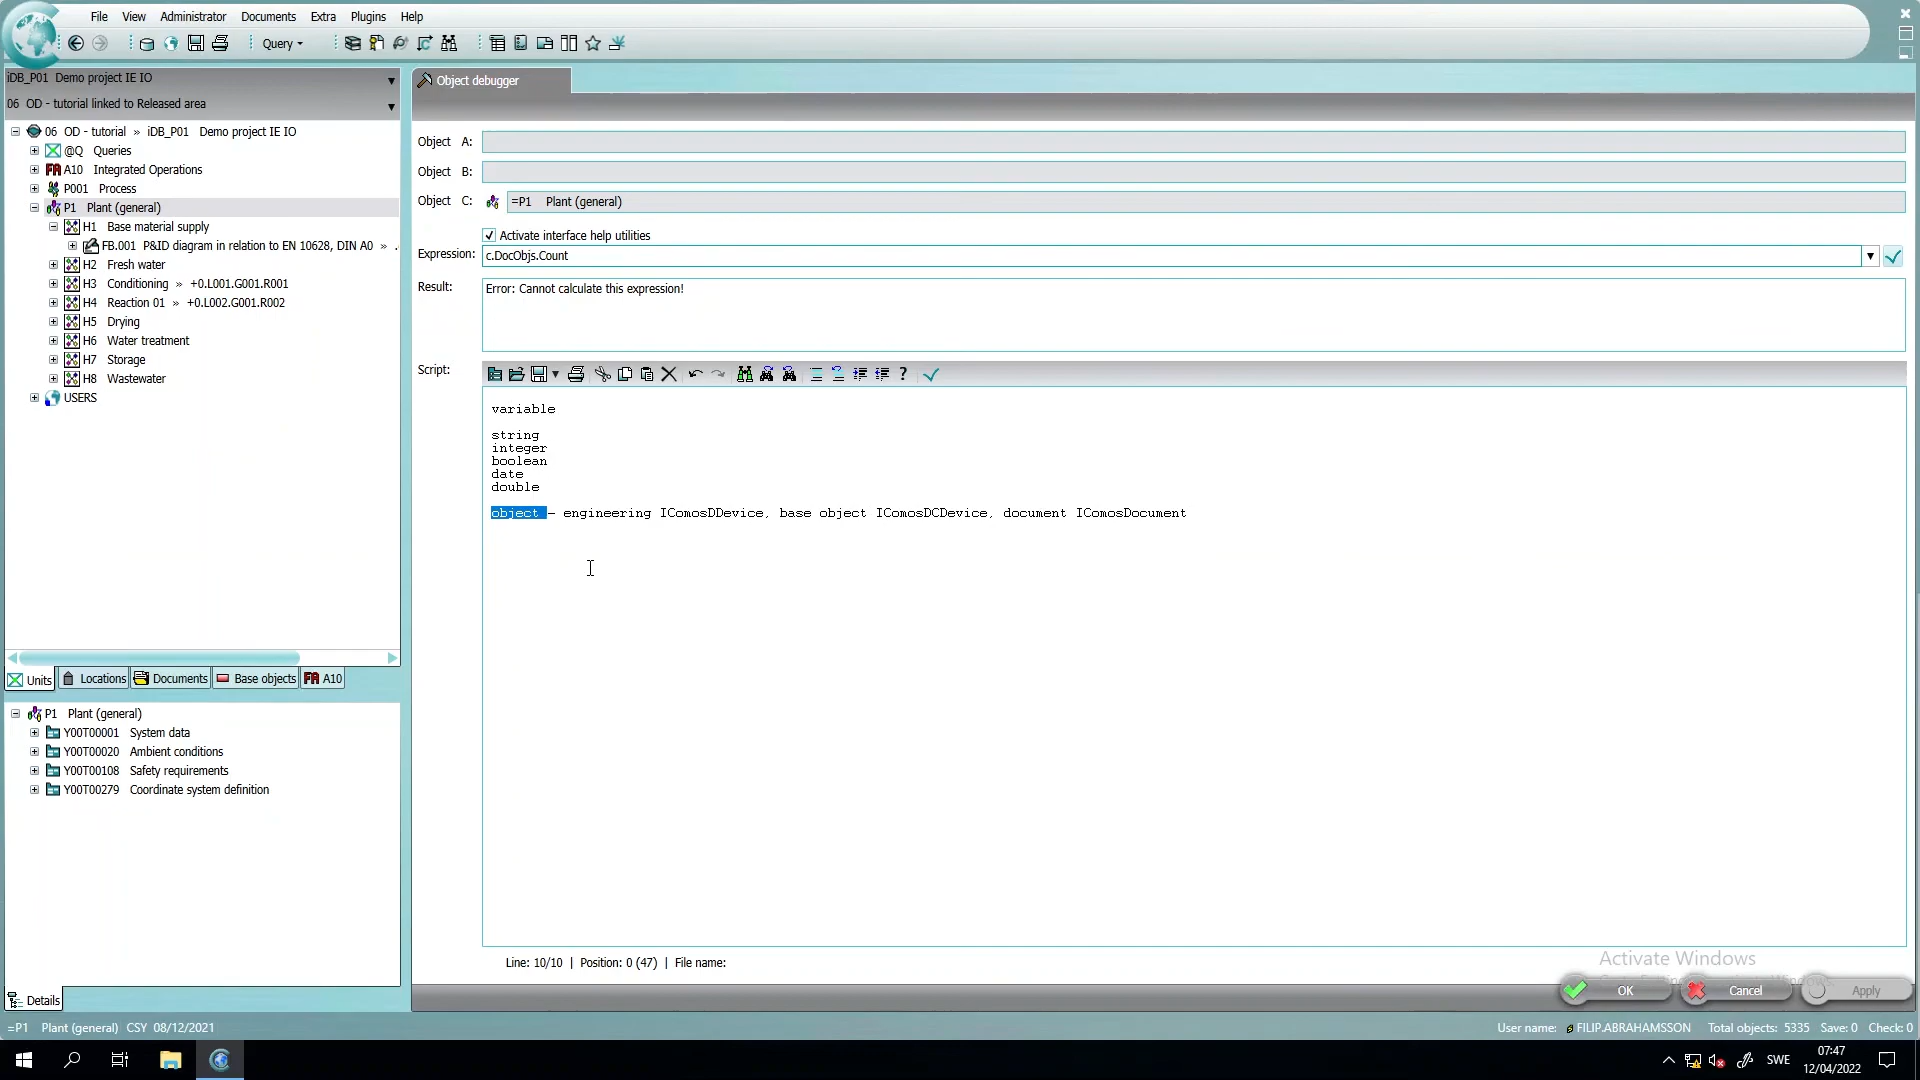 File View Administrator Documents Extra Plugins Help
Query
iDB_P01 Demo project IE IO
06 OD - tutorial linked to Released area
06 OD - tutorial » iDB_P01 Demo project IE IO
@Q Queries
FA A10 Integrated Operations
P001 Process
P1 Plant (general)
H1 Base material supply
FB.001 P&ID diagram in relation to EN 10628, DIN A0 » .
H2 Fresh water
H3 Conditioning » +0.L001.G001.R001
H4 Reaction 01 » +0.L002.G001.R002
H5 Drying
H6 Water treatment
H7 Storage
H8 Wastewater
USERS
Units Locations Documents Base objects FA A10
P1 Plant (general)
Y00T00001 System data
Y00T00020 Ambient conditions
Y00T00108 Safety requirements
Y00T00279 Coordinate system definition
Details
Object debugger
Object A:
Object B:
Object C: =P1 Plant (general)
Activate interface help utilities
Expression: c.DocObjs.Count
Result: Error: Cannot calculate this expression!
Script:
variable
string
integer
boolean
date
double
object - engineering IComosDDevice, base object IComosDCDevice, document IComosDocument
Line: 10/10 | Position: 0 (47) | File name:
Activate Windows
OK Cancel Apply
=P1 Plant (general) CSY 08/12/2021
User name: FILIP.ABRAHAMSSON Total objects: 5335 Save: 0 Check: 0
SWE
07:47
12/04/2022